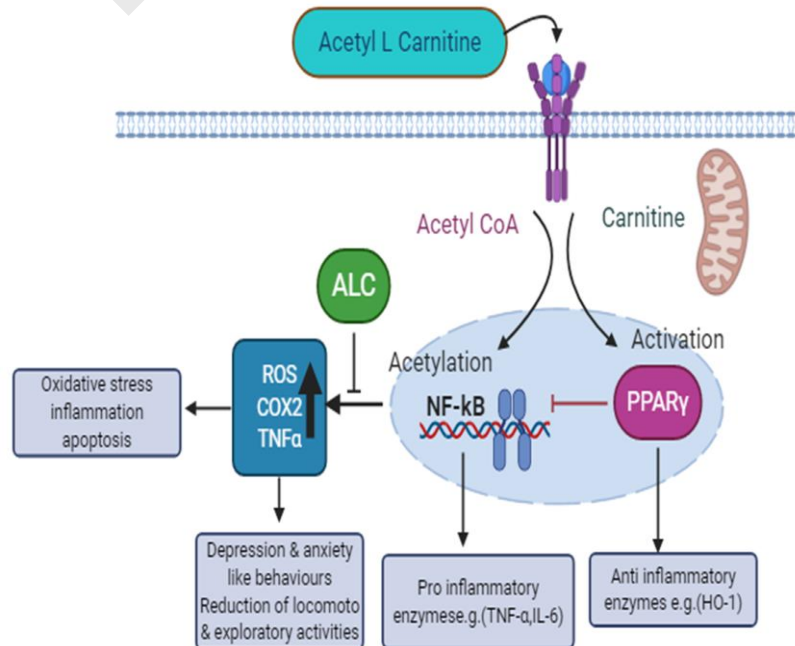 Acetyl L Carnitine
Acetyl CoA
Carnitine
ALC
Acetylation
Activation
ROS
COX2
TNFα
NF-kB
PPARγ
Oxidative stress
inflammation
apoptosis
Depression & anxiety
like behaviours
Reduction of locomoto
& exploratory activities
Pro inflammatory
enzymese.g.(TNF-α,IL-6)
Anti inflammatory
enzymes e.g.(HO-1)